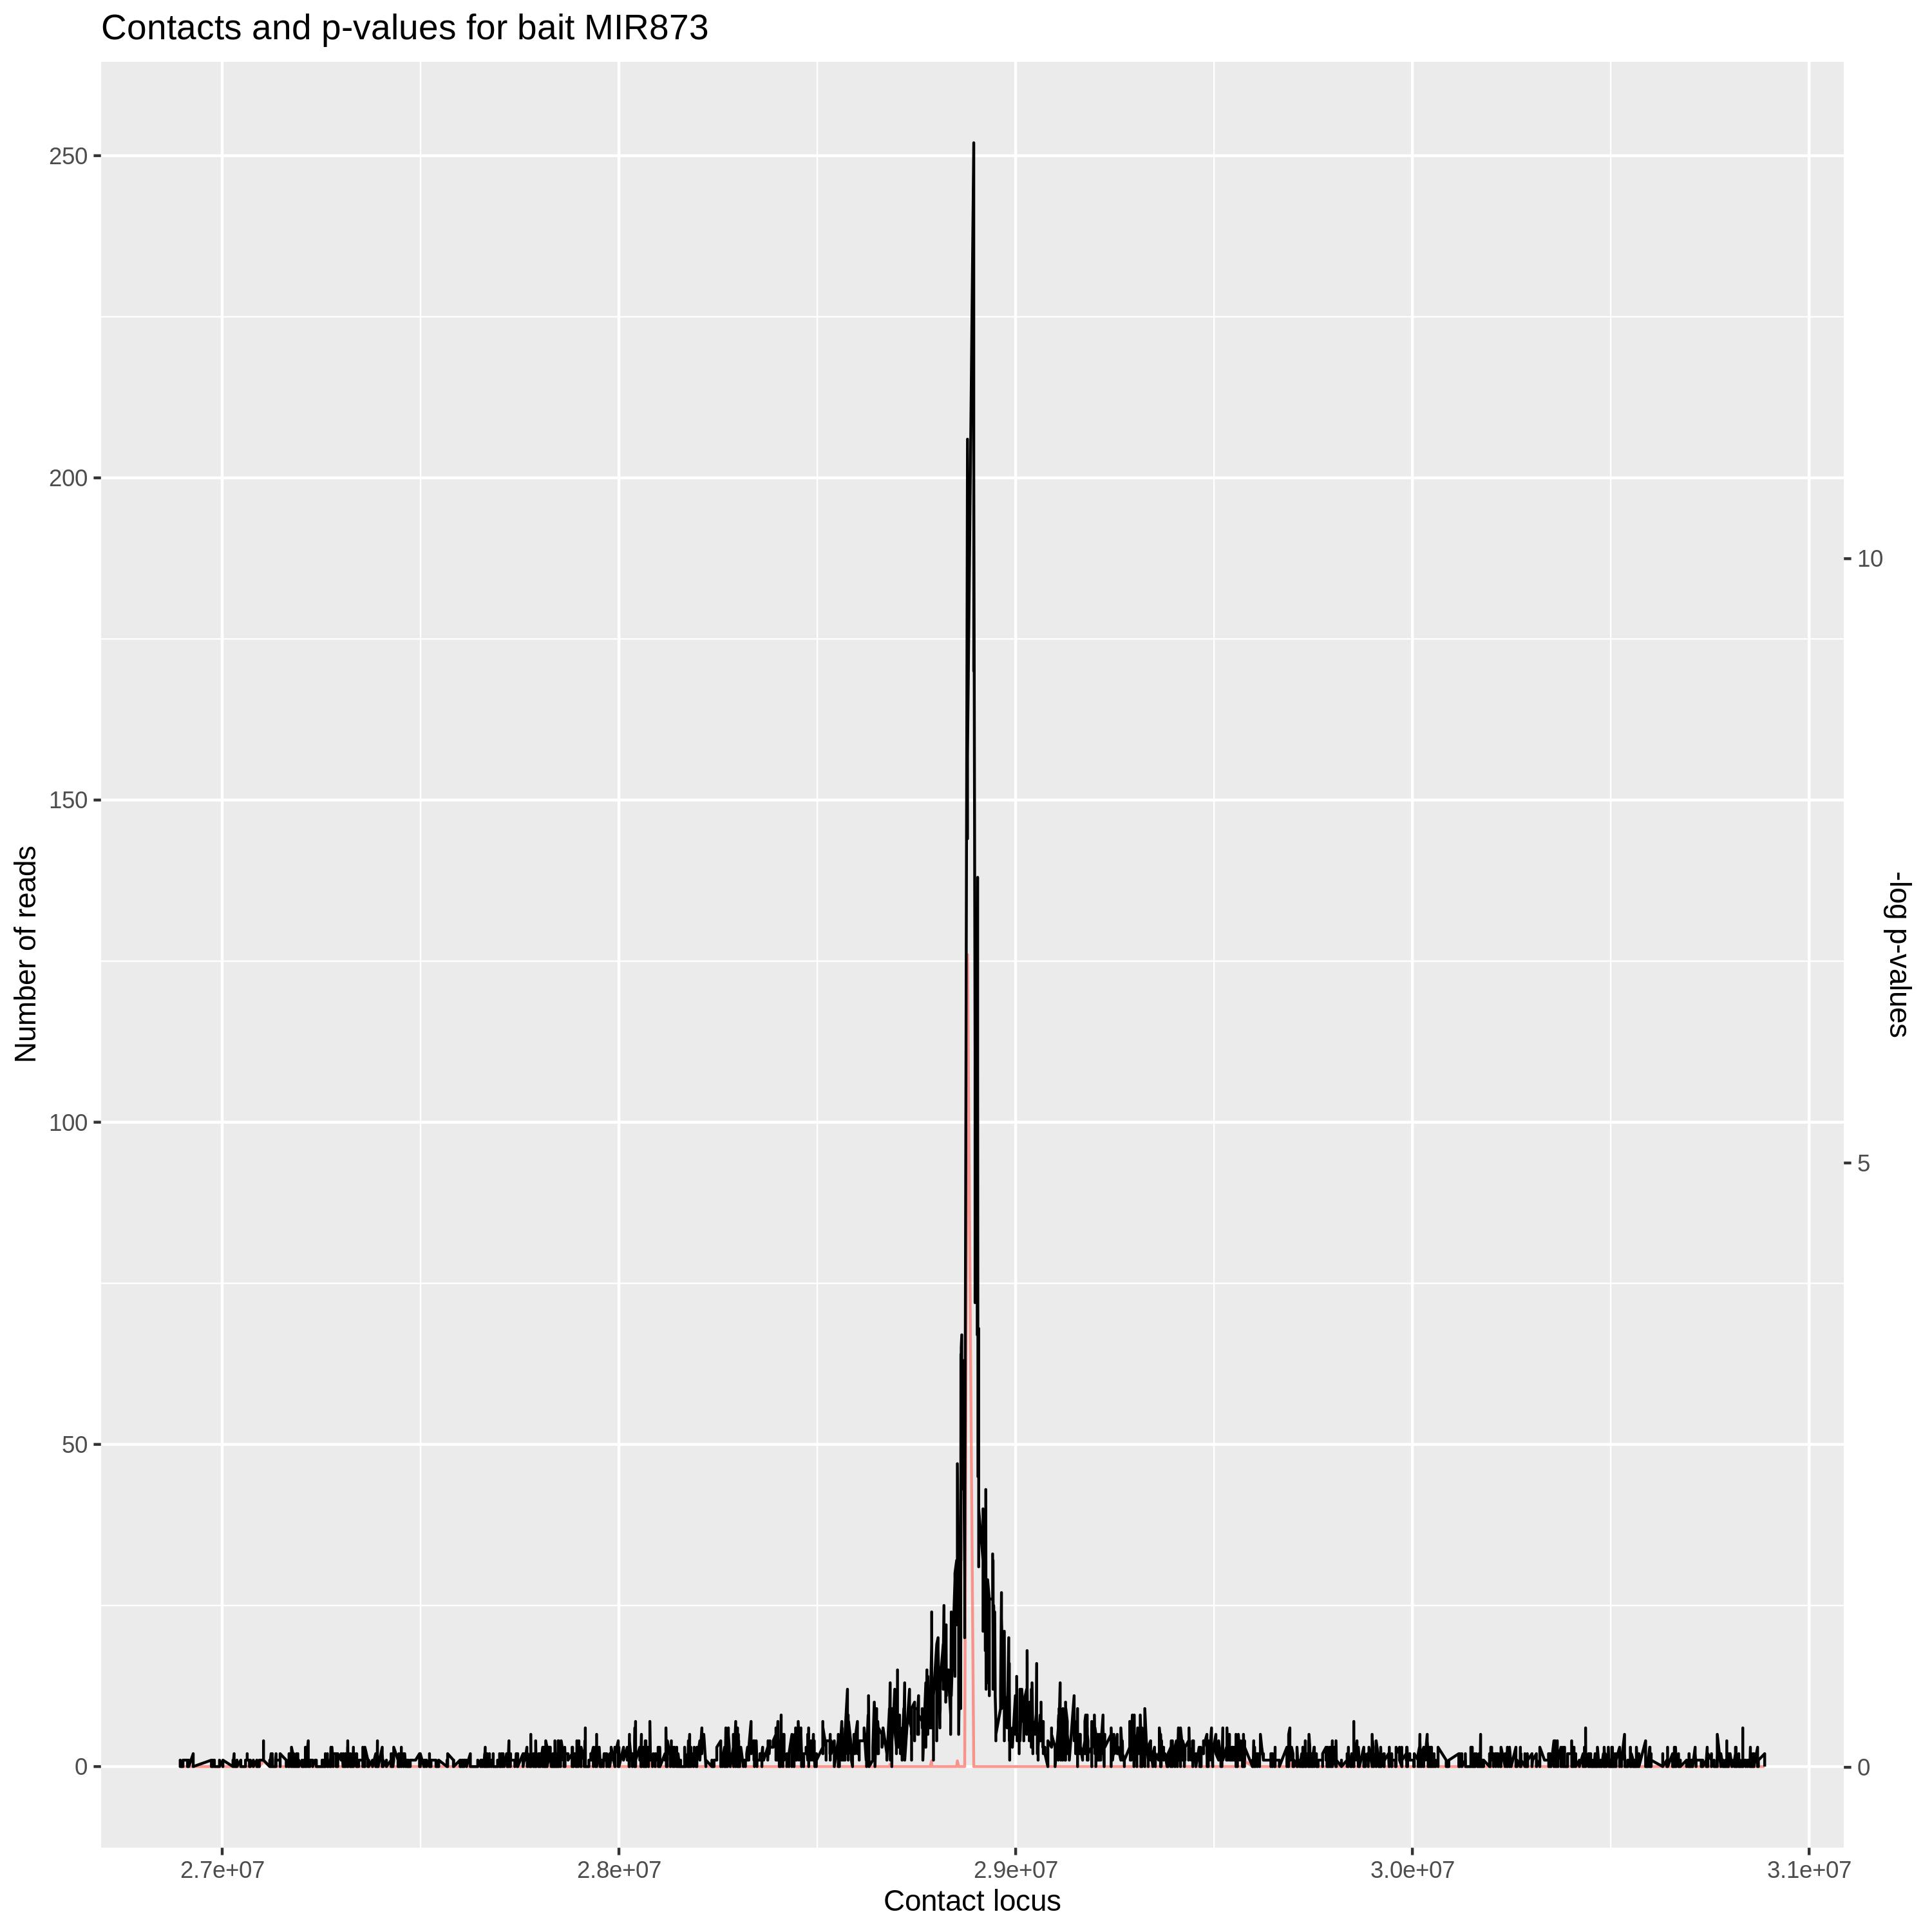 Contacts and p-values for bait MIR873
250
200
150
100
50
0
Number of reads
10
5
0
-log p-values
2.7e+07 2.8e+07 2.9e+07 3.0e+07 3.1e+07
Contact locus